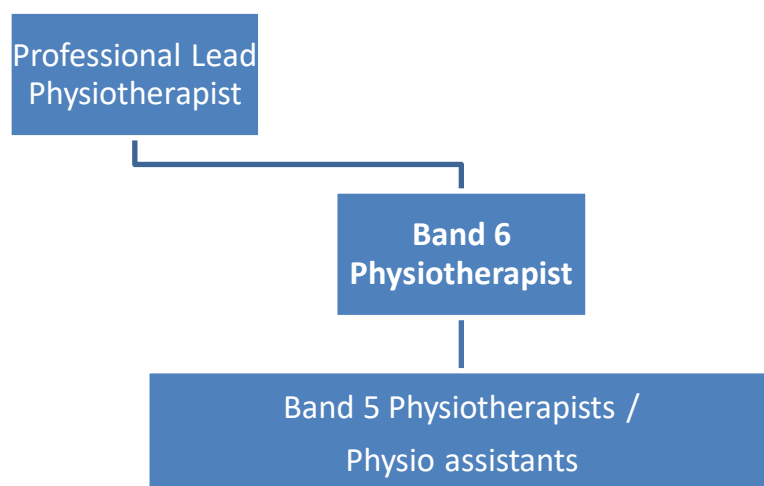 Professional Lead
Physiotherapist
Band 6
Physiotherapist
Band 5 Physiotherapists /
Physio assistants